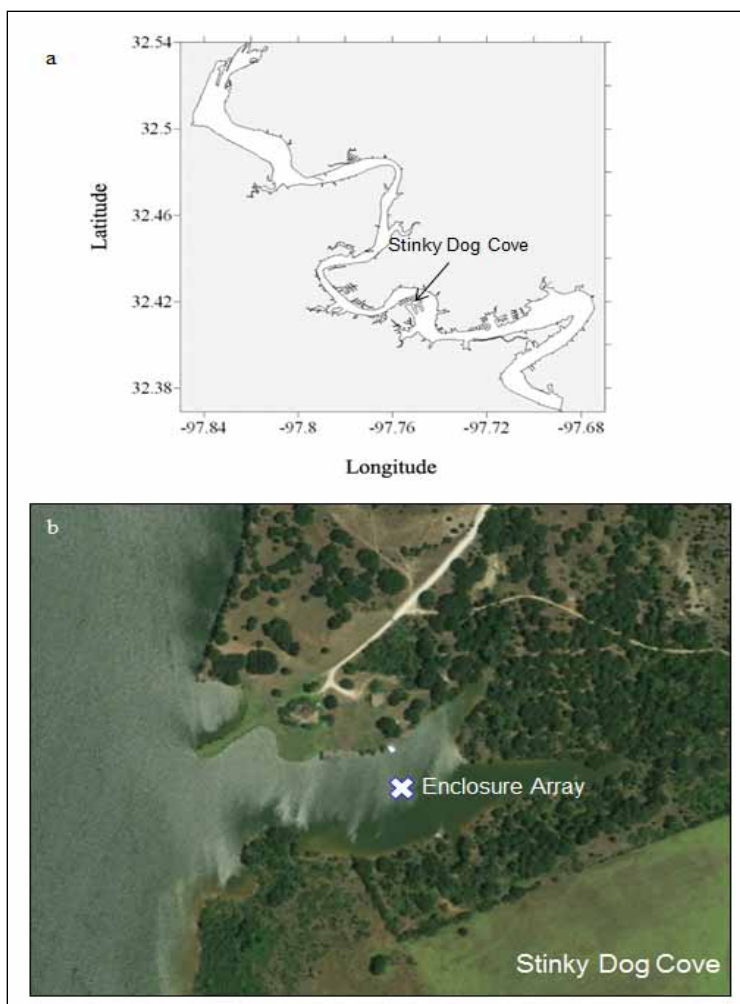 a
32.54
32.5
32.46
32.42
32.38
Latitude
Stinky Dog Cove
-97.84 -97.8 -97.76 -97.72 -97.68
Longitude
b
Enclosure Array
Stinky Dog Cove